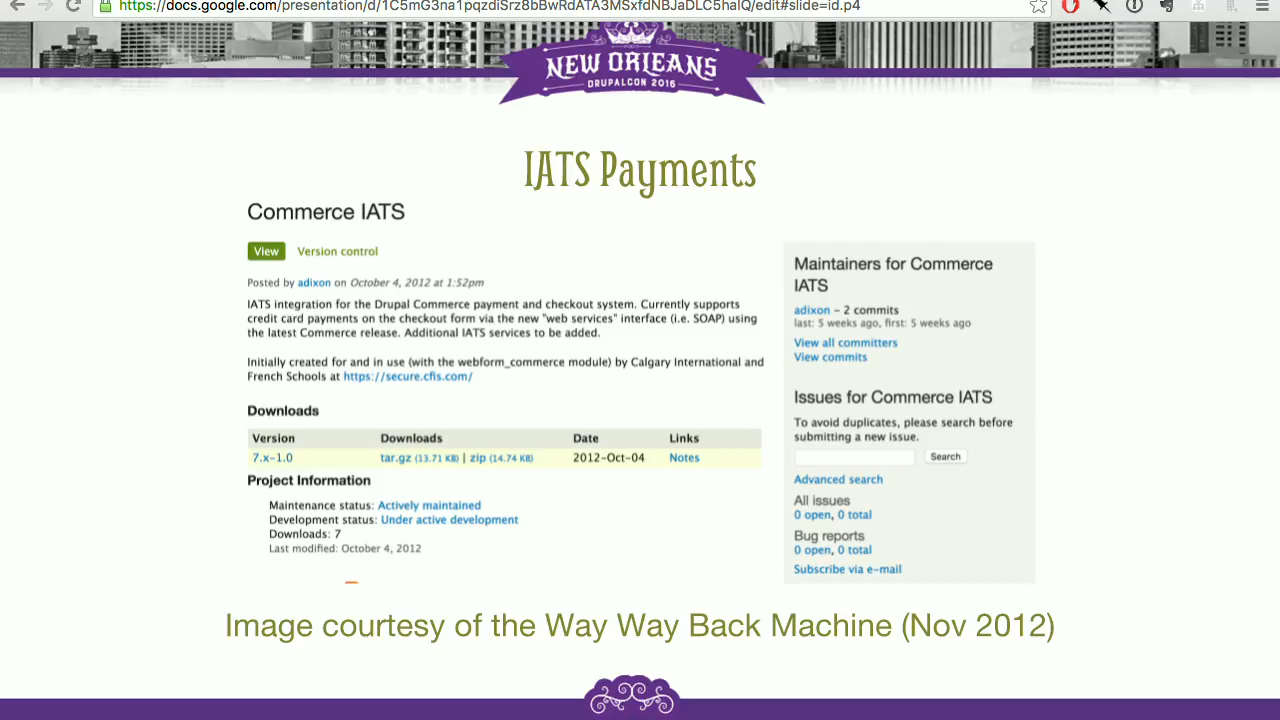 https://docs.google.com/presentation/d/1C5mG3na1pqzdiSrz8bBwRdATA3MSxfdNBJaDLC5halQ/edit#slide=id.p4
NEW ORLEANS
DRUPALCON 2016
IATS Payments
Commerce IATS
View Version control
Posted by adixon on October 4, 2012 at 1:52pm
IATS integration for the Drupal Commerce payment and checkout system. Currently supports
credit card payments on the checkout form via the new "web services" interface (i.e. SOAP) using
the latest Commerce release. Additional IATS services to be added.
Initially created for and in use (with the webform_commerce module) by Calgary International and
French Schools at https://secure.cfis.com/
Downloads
Version Downloads Date Links
7.x-1.0 tar.gz (13.71 KB) | zip (14.74 KB) 2012-Oct-04 Notes
Project Information
Maintenance status: Actively maintained
Development status: Under active development
Downloads: 7
Last modified: October 4, 2012
Maintainers for Commerce
IATS
adixon – 2 commits
last: 5 weeks ago, first: 5 weeks ago
View all committers
View commits
Issues for Commerce IATS
To avoid duplicates, please search before
submitting a new issue.
Search
Advanced search
All issues
0 open, 0 total
Bug reports
0 open, 0 total
Subscribe via e-mail
Image courtesy of the Way Way Back Machine (Nov 2012)